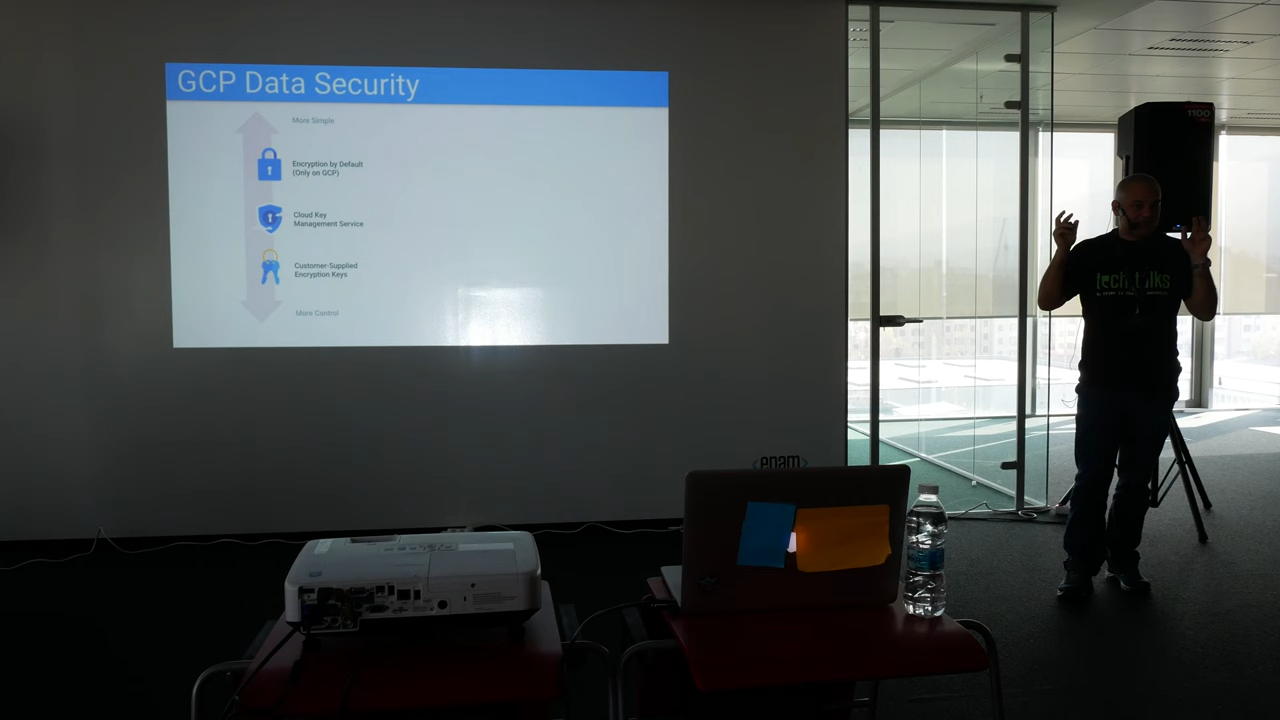 GCP Data Security
More Simple
Encryption by Default
(Only on GCP)
Cloud Key
Management Service
Customer-Supplied
Encryption Keys
More Control
1100
tech talks
<epam>